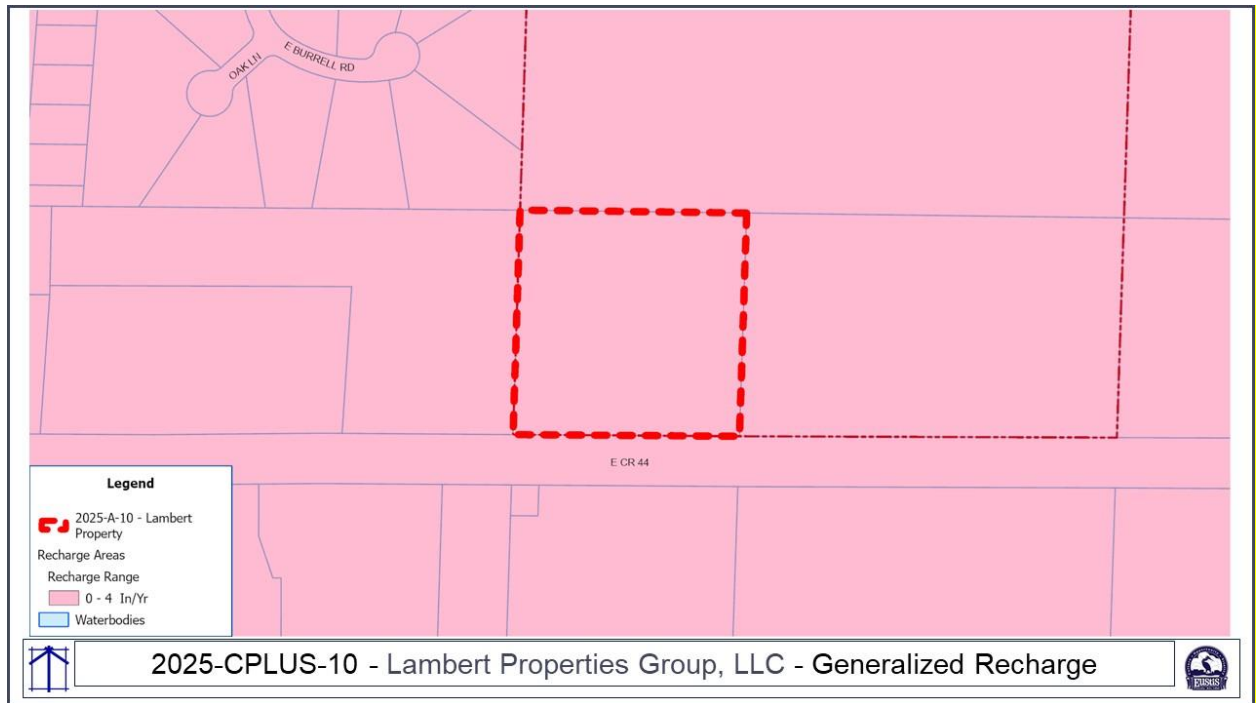 OAK LN
E BURRELL RD
E CR 44
Legend
2025-A-10 - Lambert
Property
Recharge Areas
Recharge Range
0 - 4 In/Yr
Waterbodies
2025-CPLUS-10 - Lambert Properties Group, LLC - Generalized Recharge
EUSTIS